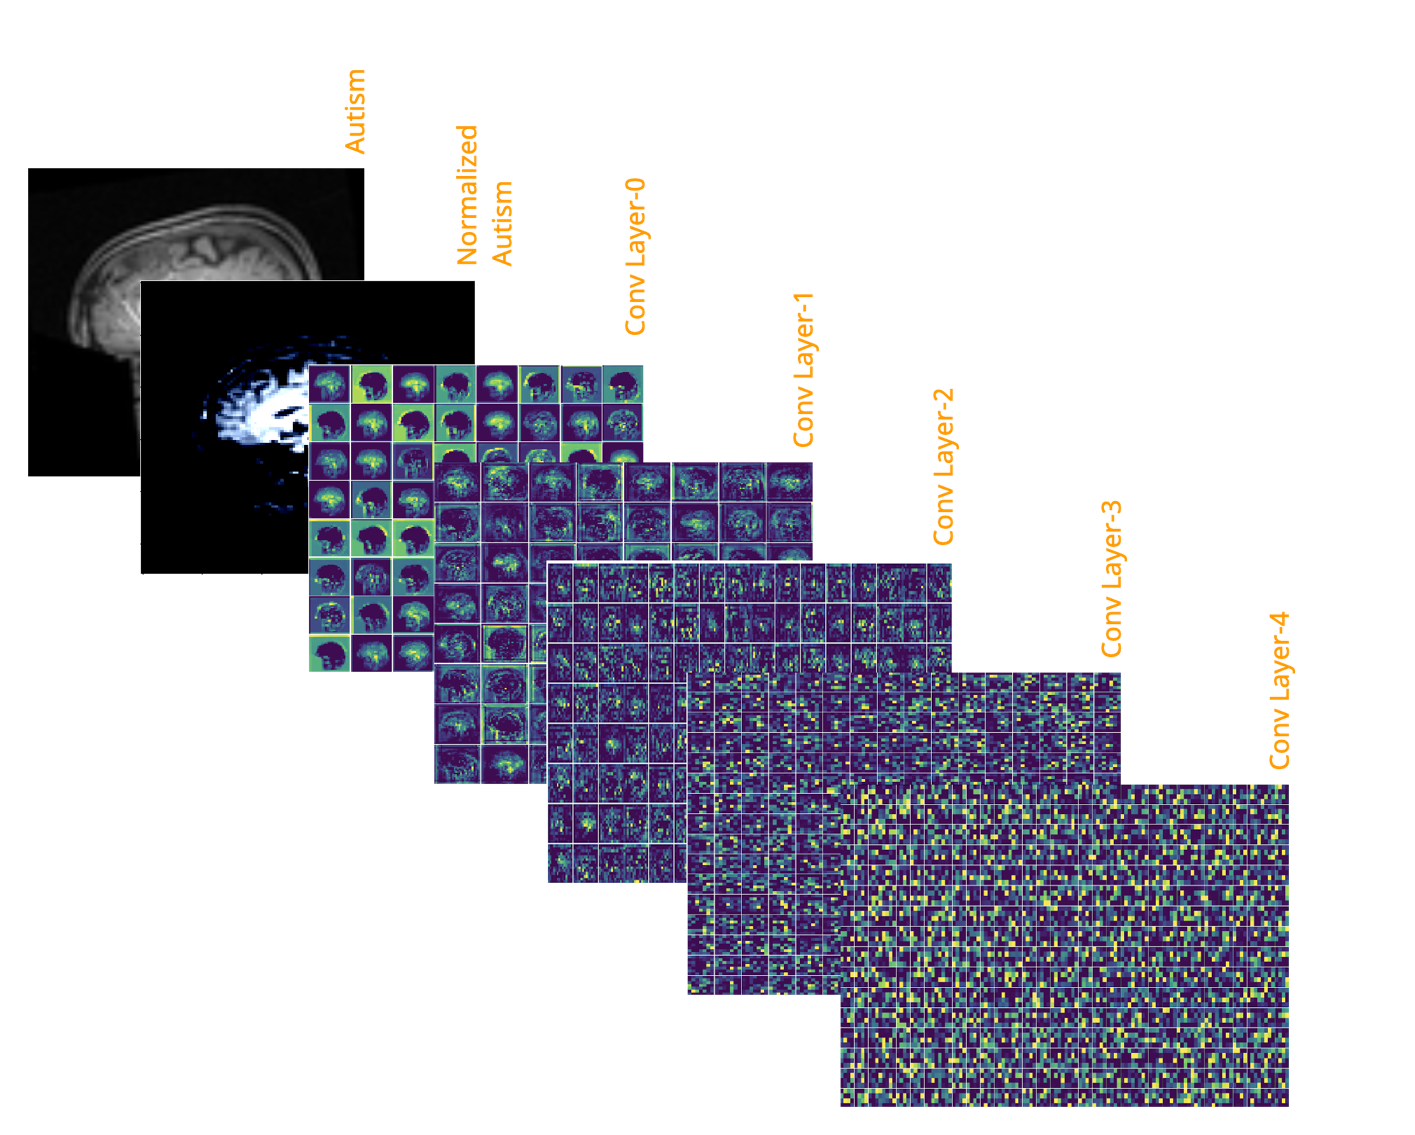 Autism
Normalized
Autism
Conv Layer-0
Conv Layer-1
Conv Layer-2
Conv Layer-3
Conv Layer-4